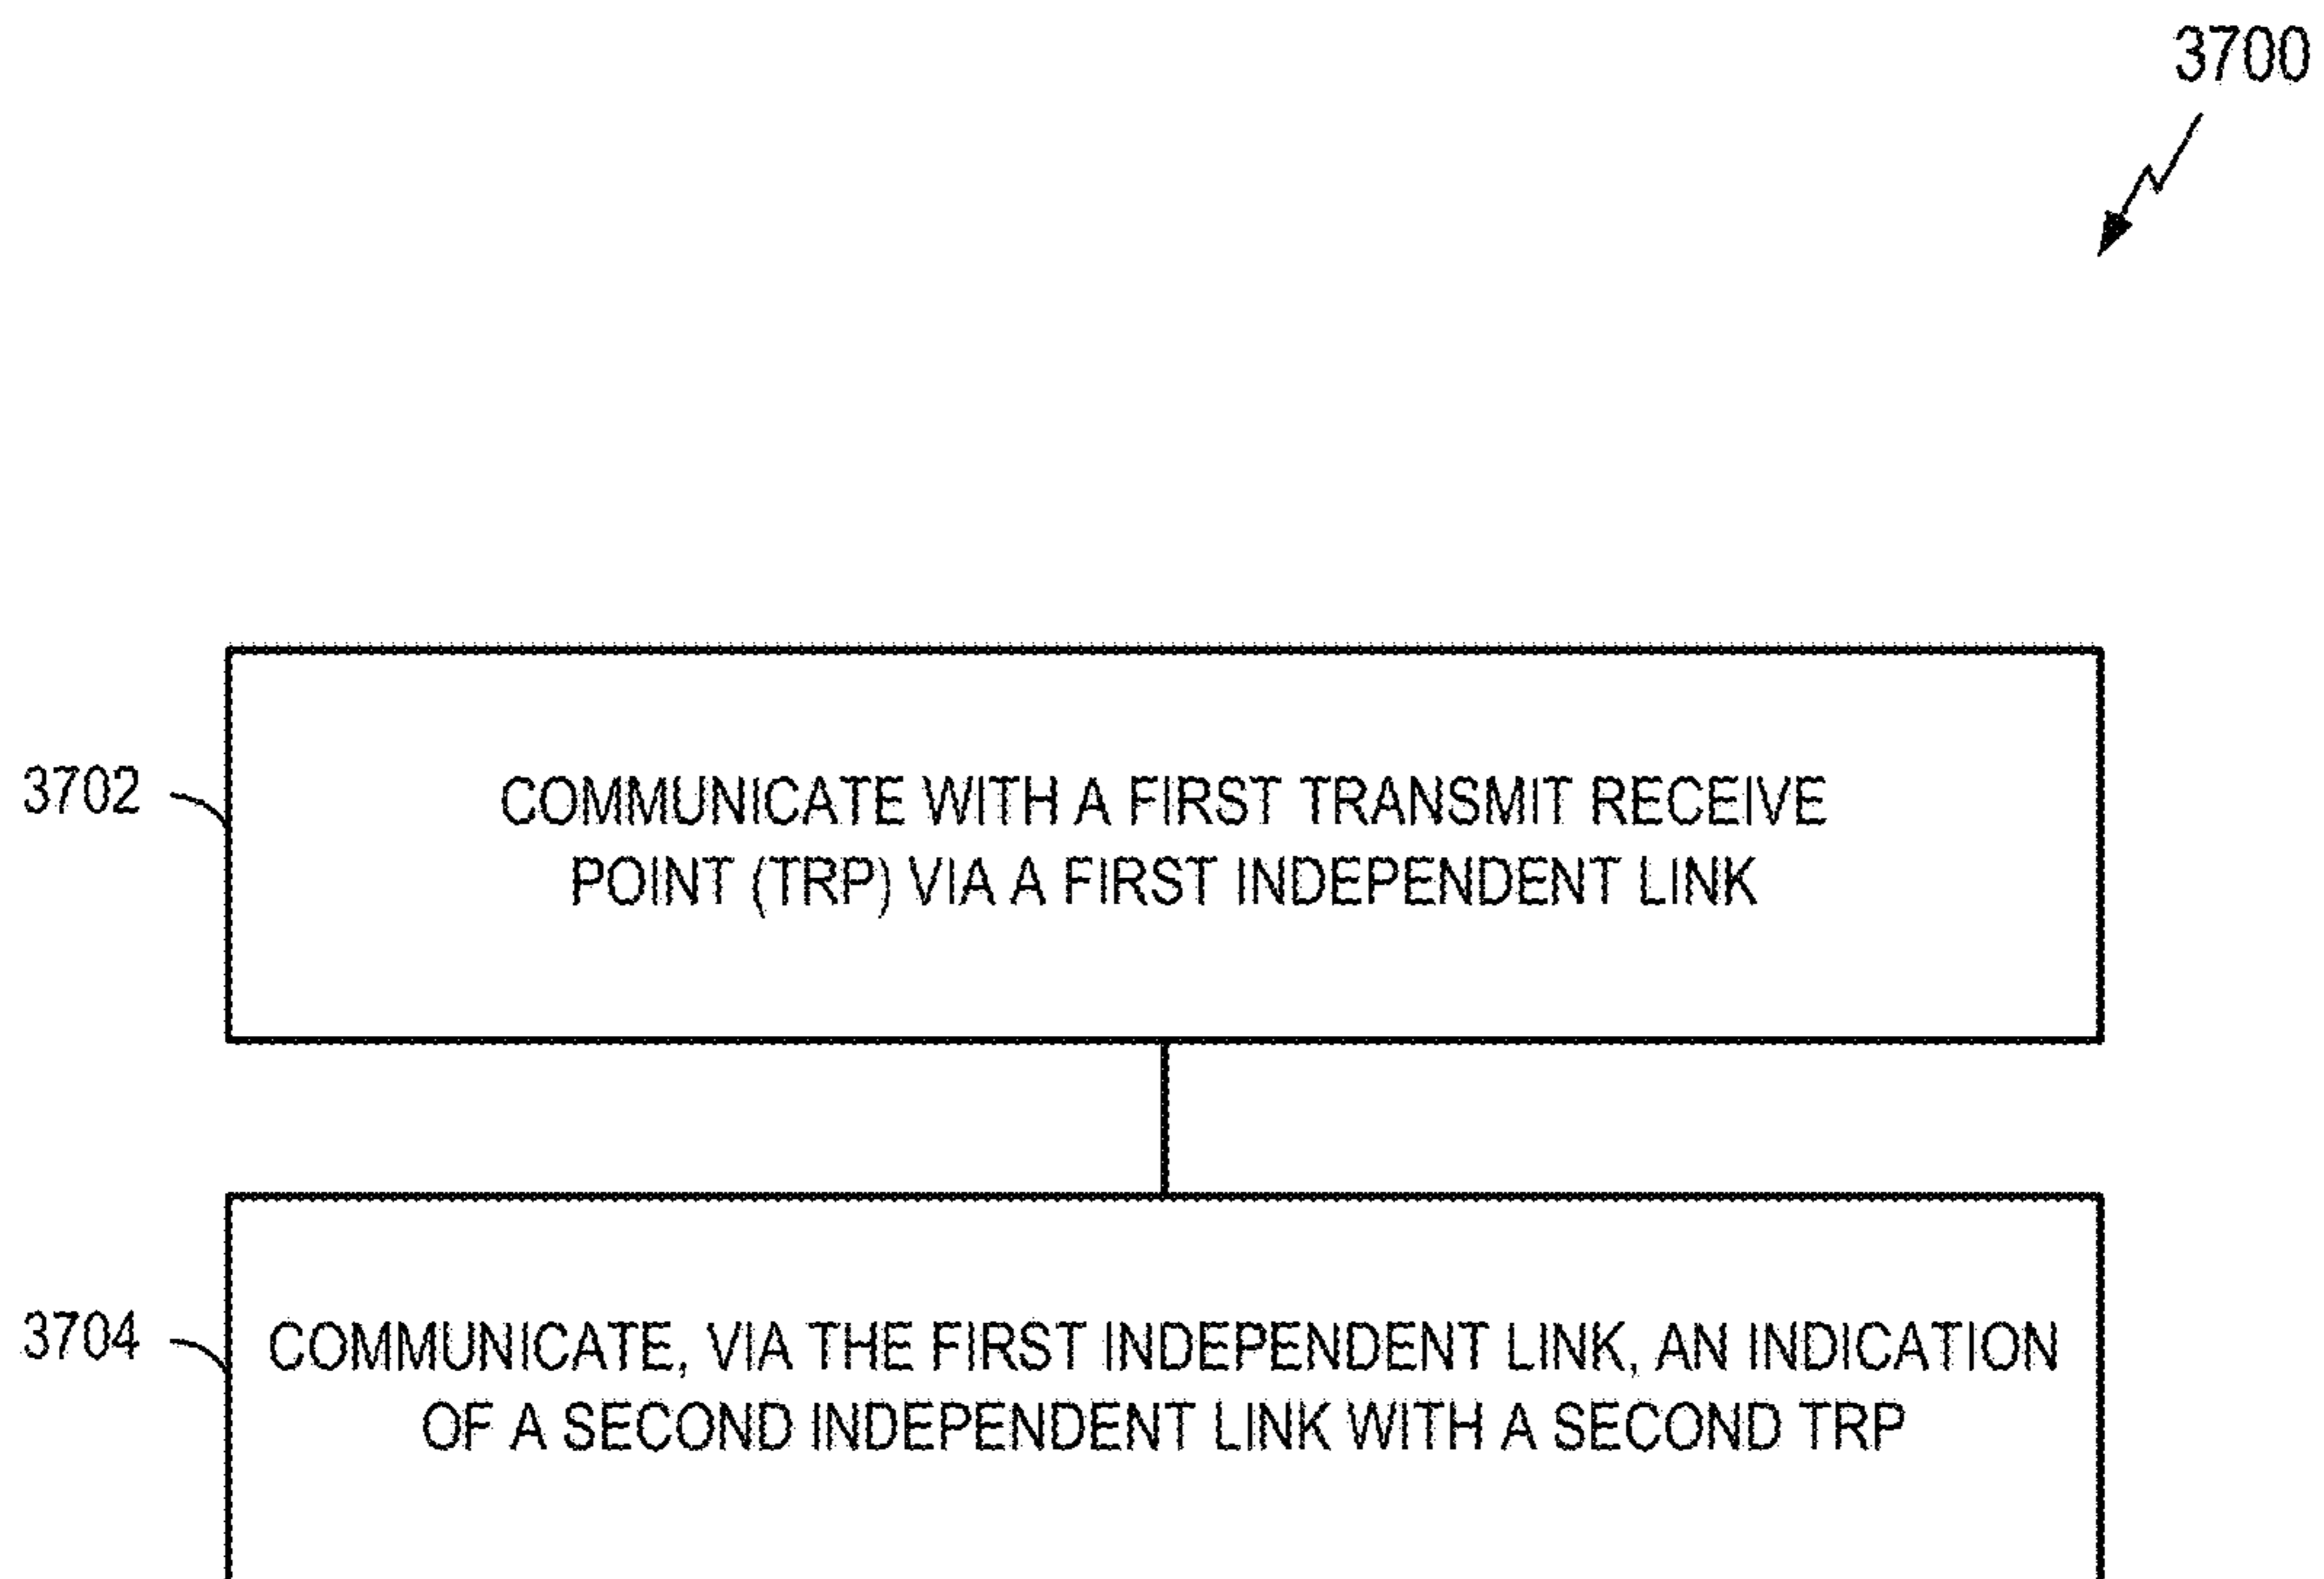 3700
3702
COMMUNICATE WITH A FIRST TRANSMIT RECEIVE
POINT (TRP) VIA A FIRST INDEPENDENT LINK
3704
COMMUNICATE, VIA THE FIRST INDEPENDENT LINK, AN INDICATION
OF A SECOND INDEPENDENT LINK WITH A SECOND TRP